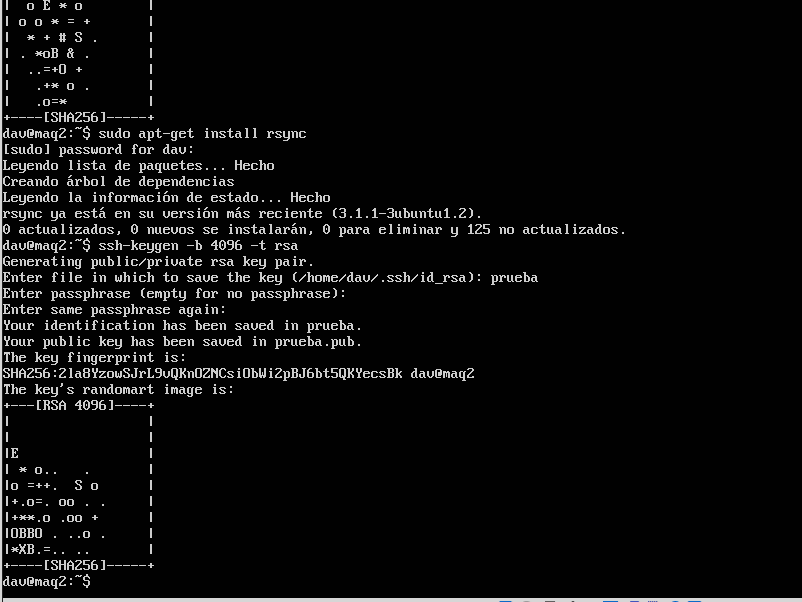 |  o E * o        |
| o o * = +       |
|  * + # S .      |
| . *oB & .       |
|  ..=+O +        |
|   .+* o .       |
|   .o=*          |
+----[SHA256]-----+
dav@maq2:~$ sudo apt-get install rsync
[sudo] password for dav:
Leyendo lista de paquetes... Hecho
Creando árbol de dependencias
Leyendo la información de estado... Hecho
rsync ya está en su versión más reciente (3.1.1-3ubuntu1.2).
0 actualizados, 0 nuevos se instalarán, 0 para eliminar y 125 no actualizados.
dav@maq2:~$ ssh-keygen -b 4096 -t rsa
Generating public/private rsa key pair.
Enter file in which to save the key (/home/dav/.ssh/id_rsa): prueba
Enter passphrase (empty for no passphrase):
Enter same passphrase again:
Your identification has been saved in prueba.
Your public key has been saved in prueba.pub.
The key fingerprint is:
SHA256:2la8YzowSJrL9vQKnOZNCsiObWi2pBJ6bt5QKYecsBk dav@maq2
The key's randomart image is:
+---[RSA 4096]----+
|                 |
|                 |
|E                |
| * o..   .       |
|o =++.  S o      |
|+.o=. oo . .     |
|+**.o .oo +      |
|OBBO . ..o .     |
|*XB.=.. ..       |
+----[SHA256]-----+
dav@maq2:~$